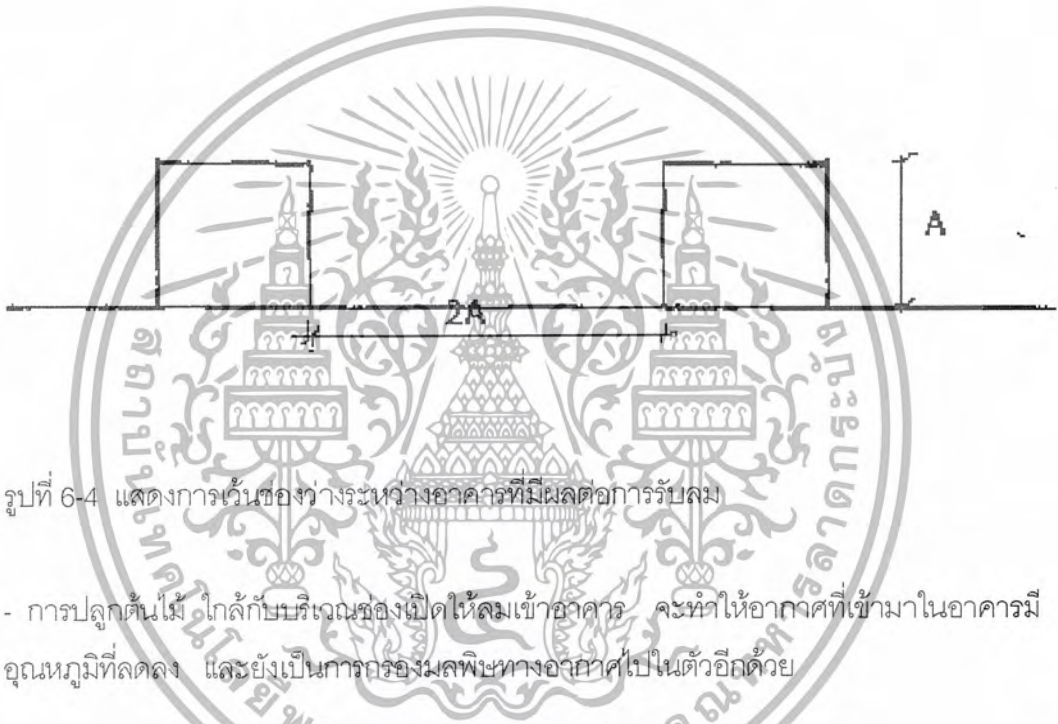 A
2A
รูปที่ 6-4 แสดงการเว้นช่องว่างระหว่างอาคารที่มีผลต่อการรับลม
- การปลูกต้นไม้ ใกล้กับบริเวณช่องเปิดให้ลมเข้าอาคาร จะทำให้อากาศที่เข้ามาในอาคารมี
อุณหภูมิที่ลดลง และยังเป็นการกรองมลพิษทางอากาศไปในตัวอีกด้วย